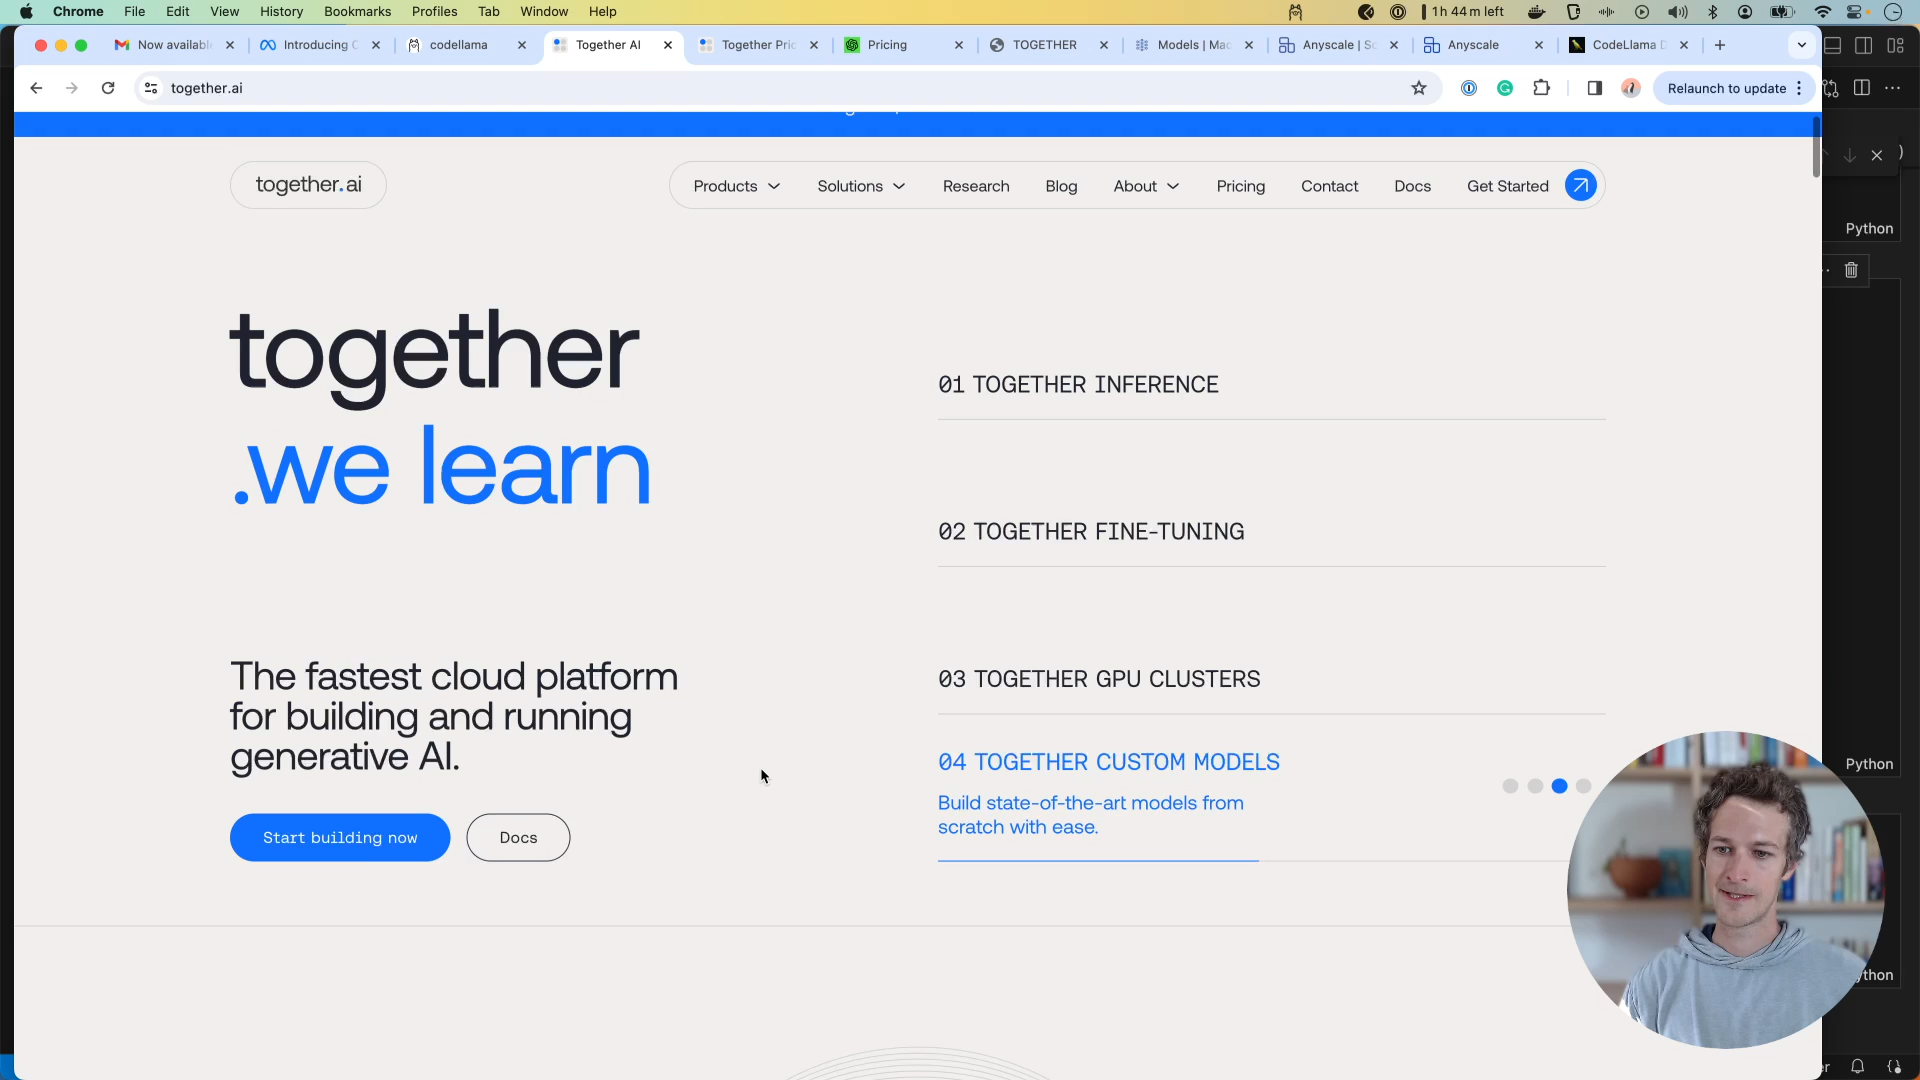 Chrome File Edit View History Bookmarks Profiles Tab Window Help
1h 44m left
Now availabl
Introducing C
codellama
Together AI
Together Pric
Pricing
TOGETHER
Models | Mac
Anyscale | Sc
Anyscale
CodeLlama D
together.ai
Relaunch to update
together.ai
Products
Solutions
Research
Blog
About
Pricing
Contact
Docs
Get Started
Python
together
.we learn
01 TOGETHER INFERENCE
02 TOGETHER FINE-TUNING
03 TOGETHER GPU CLUSTERS
The fastest cloud platform
for building and running
generative AI.
04 TOGETHER CUSTOM MODELS
Build state-of-the-art models from
scratch with ease.
Python
Start building now
Docs